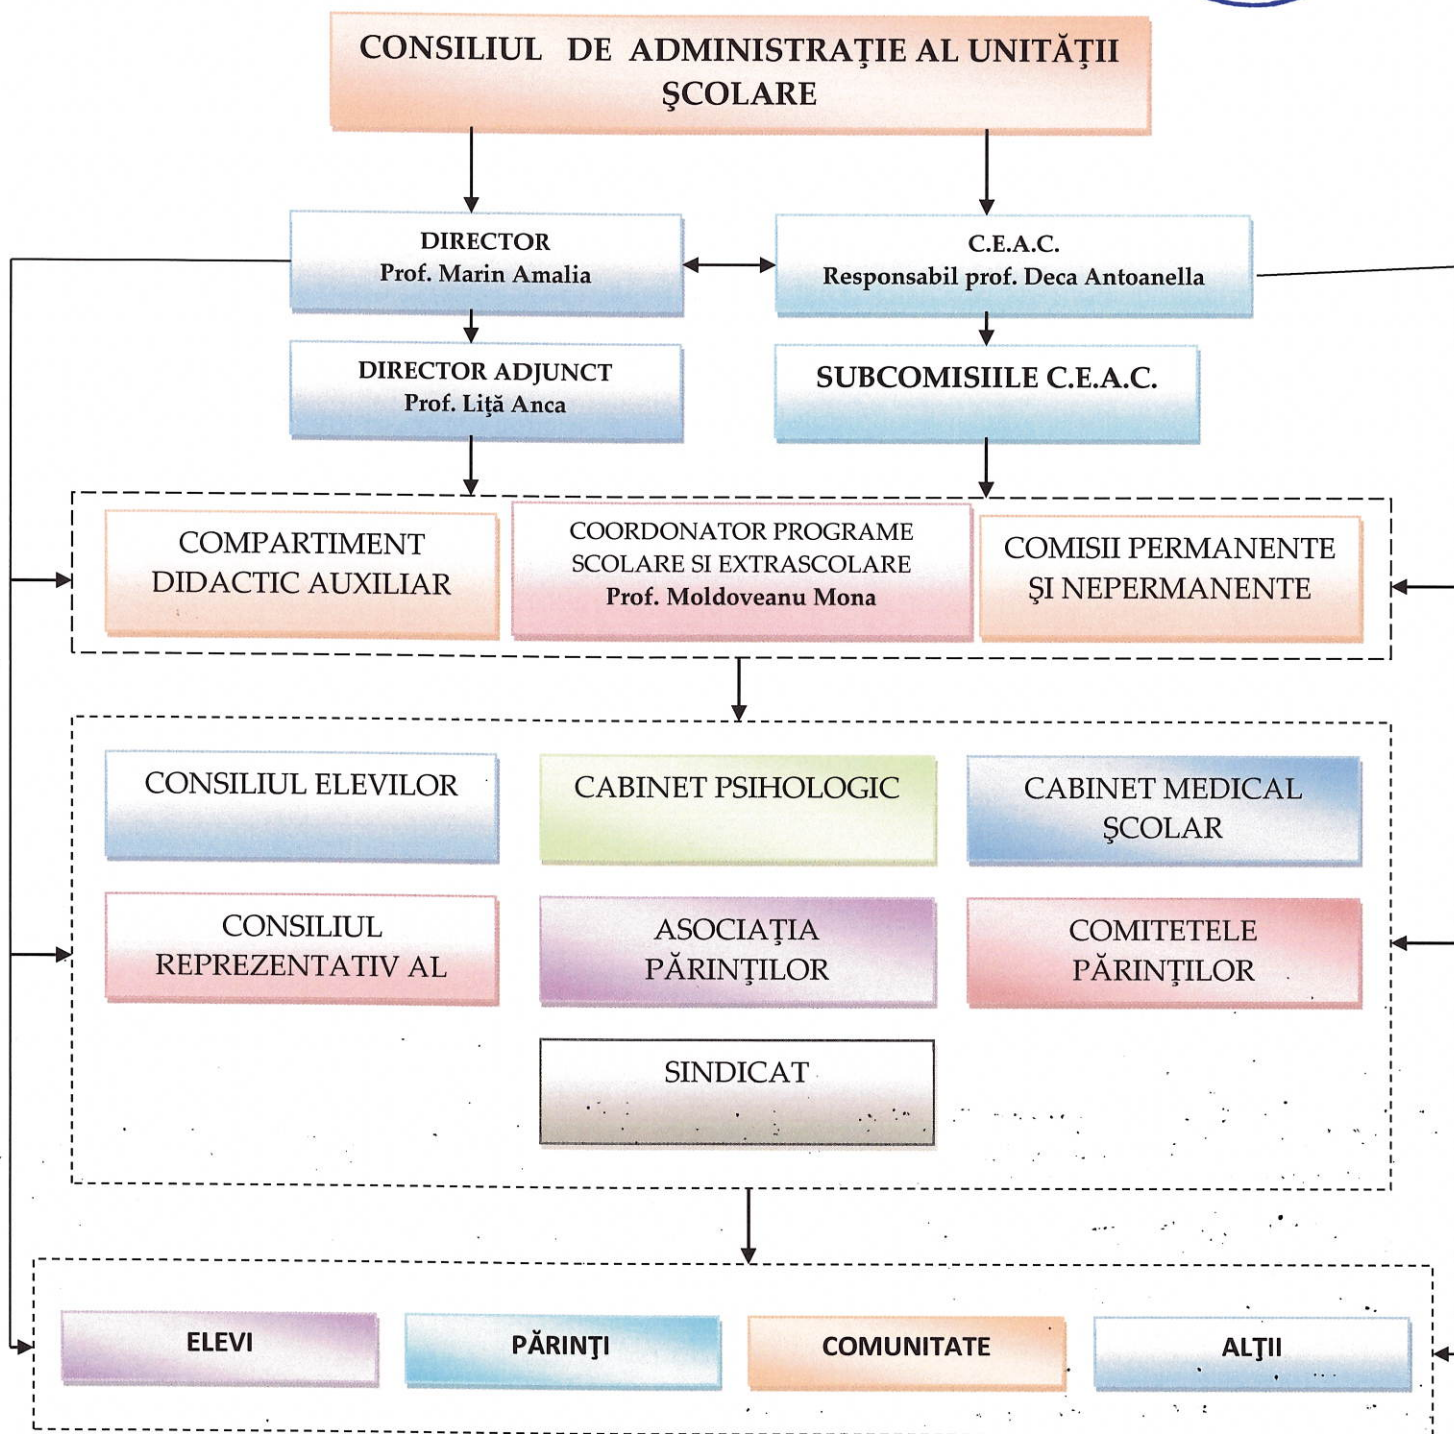 CONSILIUL DE ADMINISTRAŢIE AL UNITĂŢII
ŞCOLARE
DIRECTOR
Prof. Marin Amalia
C.E.A.C.
Responsabil prof. Deca Antoanella
DIRECTOR ADJUNCT
Prof. Liţă Anca
SUBCOMISIILE C.E.A.C.
COMPARTIMENT
DIDACTIC AUXILIAR
COORDONATOR PROGRAME
SCOLARE SI EXTRASCOLARE
Prof. Moldoveanu Mona
COMISII PERMANENTE
ŞI NEPERMANENTE
CONSILIUL ELEVILOR
CABINET PSIHOLOGIC
CABINET MEDICAL
ŞCOLAR
CONSILIUL
REPREZENTATIV AL
ASOCIAŢIA
PĂRINŢILOR
COMITETELE
PĂRINŢILOR
SINDICAT
ELEVI
PĂRINŢI
COMUNITATE
ALŢII